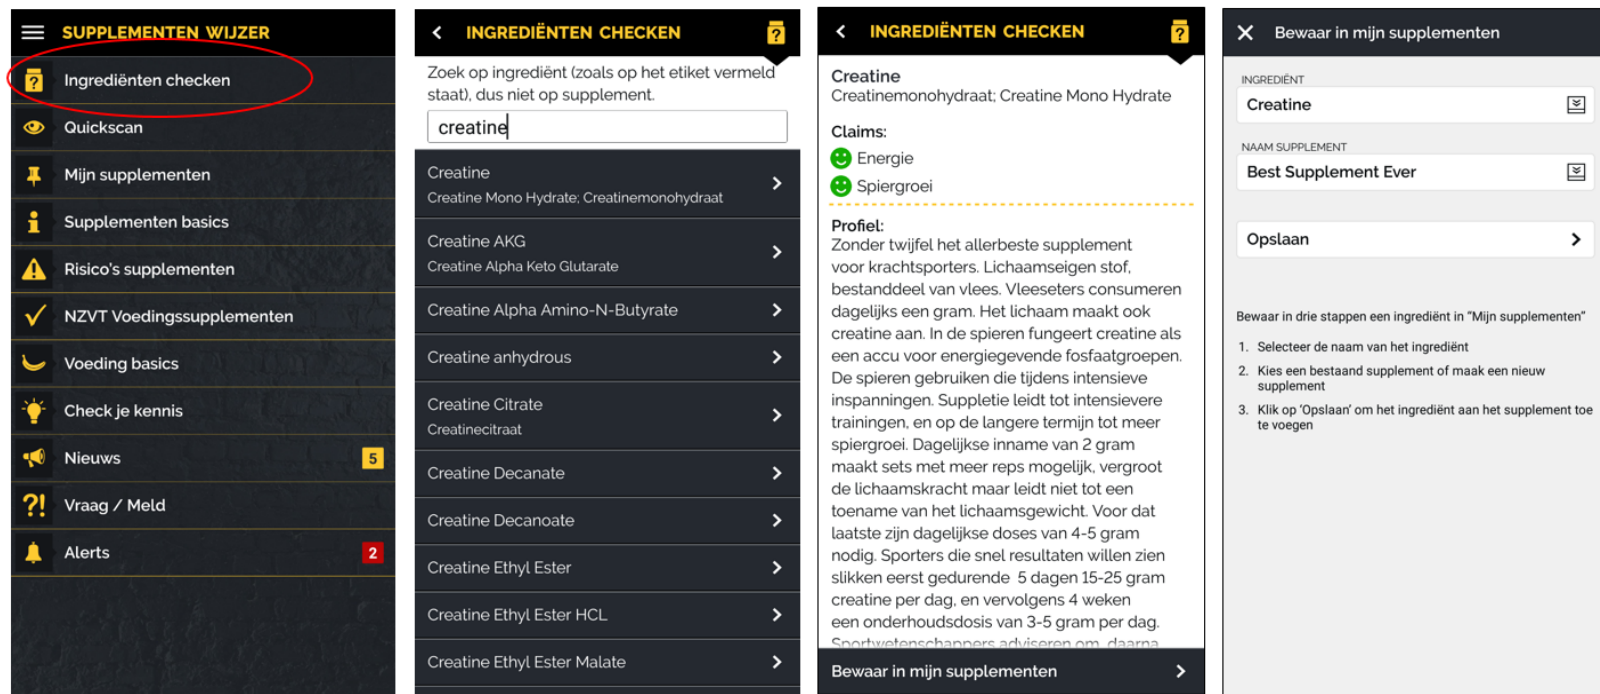 SUPPLEMENTEN WIJZER
Ingrediënten checken
Quickscan
Mijn supplementen
Supplementen basics
Risico's supplementen
NZVT Voedingssupplementen
Voeding basics
Check je kennis
Nieuws 5
Vraag / Meld
Alerts 2
INGREDIËNTEN CHECKEN
Zoek op ingrediënt (zoals op het etiket vermeld
staat), dus niet op supplement.
creatine
Creatine
Creatine Mono Hydrate; Creatinemonohydraat
Creatine AKG
Creatine Alpha Keto Glutarate
Creatine Alpha Amino-N-Butyrate
Creatine anhydrous
Creatine Citrate
Creatinecitraat
Creatine Decanate
Creatine Decanoate
Creatine Ethyl Ester
Creatine Ethyl Ester HCL
Creatine Ethyl Ester Malate
INGREDIËNTEN CHECKEN
Creatine
Creatinemonohydraat; Creatine Mono Hydrate
Claims:
Energie
Spiergroei
Profiel:
Zonder twijfel het allerbeste supplement
voor krachtsporters. Lichaamseigen stof,
bestanddeel van vlees. Vleeseters consumeren
dagelijks een gram. Het lichaam maakt ook
creatine aan. In de spieren fungeert creatine als
een accu voor energiegevende fosfaatgroepen.
De spieren gebruiken die tijdens intensieve
inspanningen. Suppletie leidt tot intensievere
trainingen, en op de langere termijn tot meer
spiergroei. Dagelijkse inname van 2 gram
maakt sets met meer reps mogelijk, vergroot
de lichaamskracht maar leidt niet tot een
toename van het lichaamsgewicht. Voor dat
laatste zijn dagelijkse doses van 4-5 gram
nodig. Sporters die snel resultaten willen zien
slikken eerst gedurende 5 dagen 15-25 gram
creatine per dag, en vervolgens 4 weken
een onderhoudsdosis van 3-5 gram per dag.
Sportwetenschappers adviseren om, daarna
Bewaar in mijn supplementen
Bewaar in mijn supplementen
INGREDIËNT
Creatine
NAAM SUPPLEMENT
Best Supplement Ever
Opslaan
Bewaar in drie stappen een ingrediënt in "Mijn supplementen"
1. Selecteer de naam van het ingrediënt
2. Kies een bestaand supplement of maak een nieuw
supplement
3. Klik op 'Opslaan' om het ingrediënt aan het supplement toe
te voegen